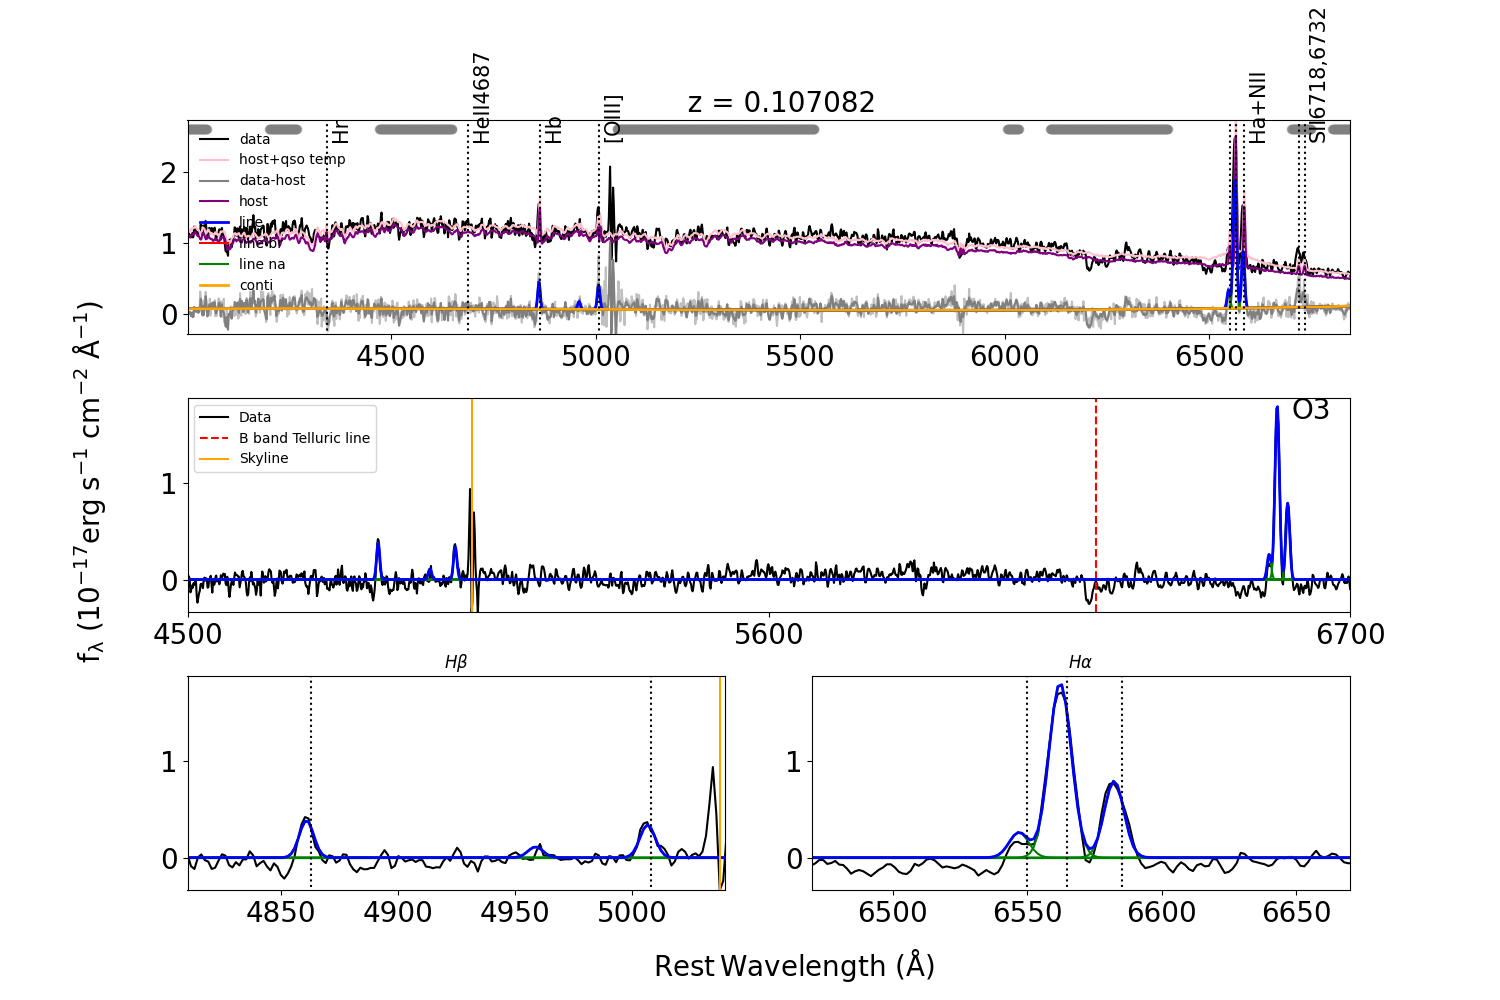 z = 0.107082
Hr
HeII4687
Hb
[OIII]
Ha+NII
SII6718,6732
data
host+qso temp
data-host
host
line
line br
line na
conti
2
1
0
4500
5000
5500
6000
6500
fλ (10⁻¹⁷erg s⁻¹ cm⁻² Å⁻¹)
Data
B band Telluric line
Skyline
O3
1
0
4500
5600
6700
Hβ
1
0
4850
4900
4950
5000
Hα
1
0
6500
6550
6600
6650
Rest Wavelength (Å)